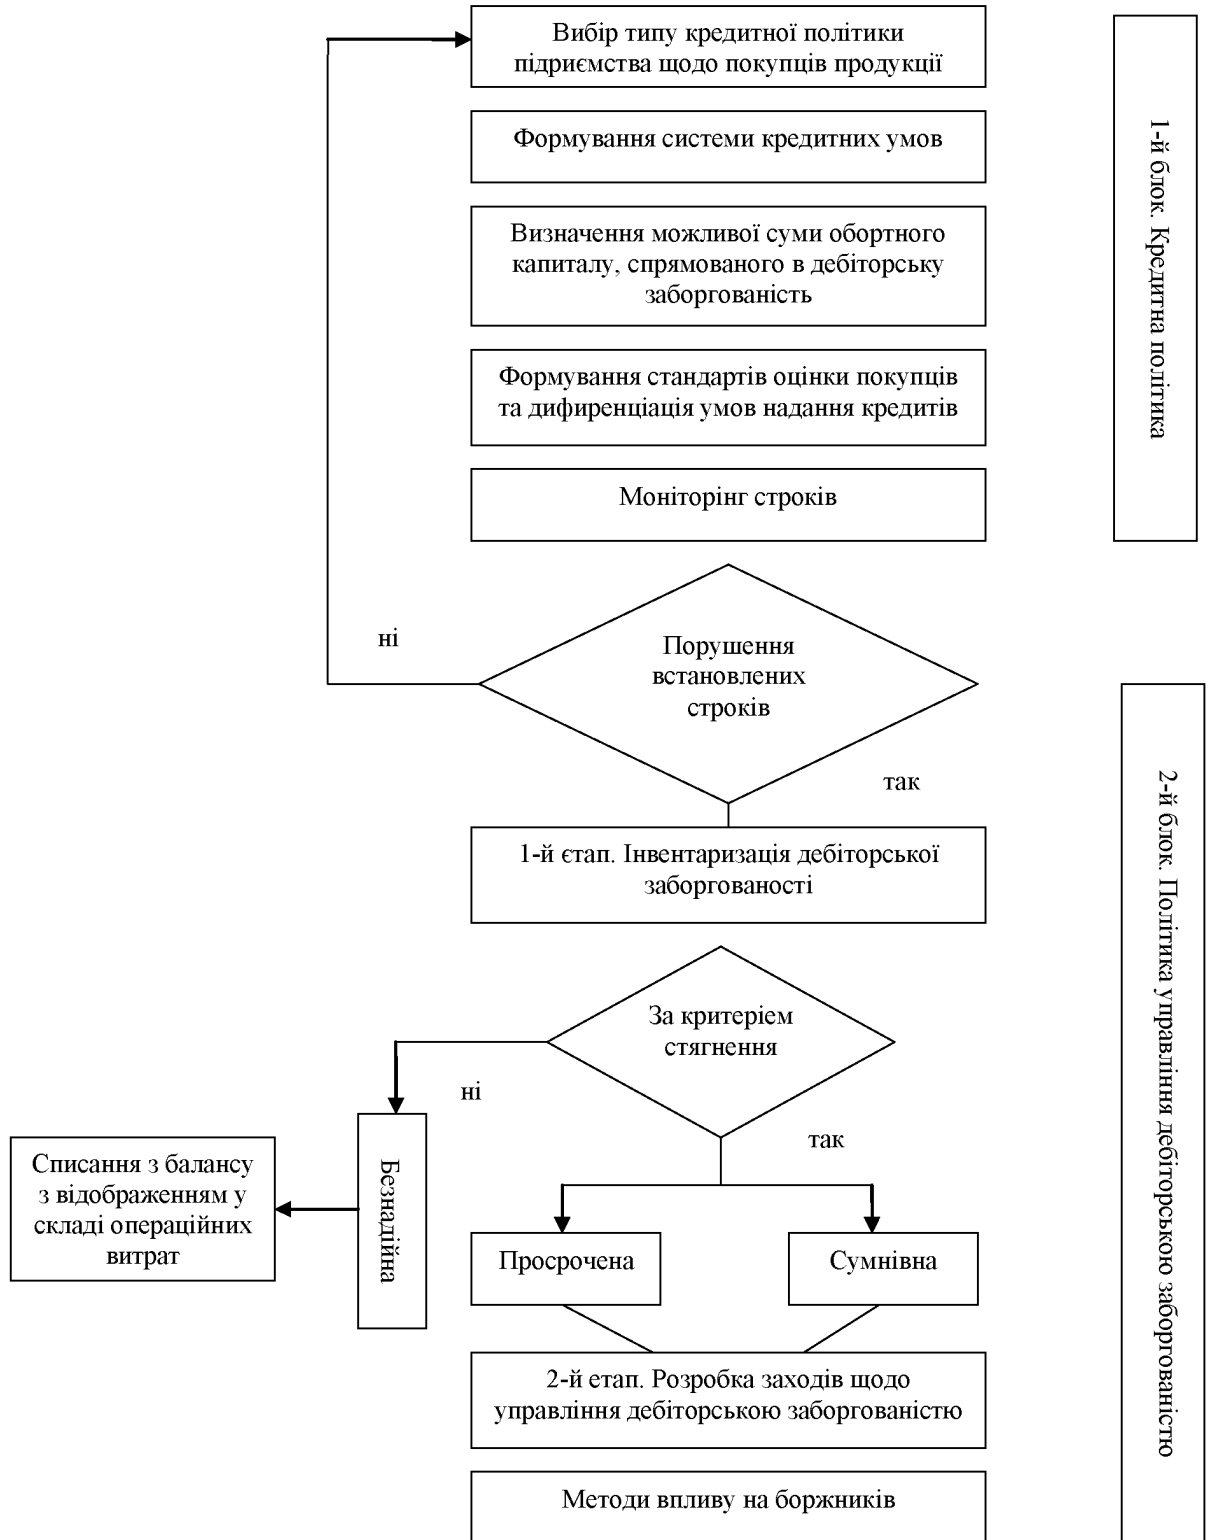 Вибір типу кредитної політики
підриємства щодо покупців продукції
Формування системи кредитних умов
Визначення можливої суми обортного
капиталу, спрямованого в дебіторську
заборгованість
Формування стандартів оцінки покупців
та дифиренціація умов надання кредитів
Моніторінг строків
1-й блок. Кредитна політика
ні
Порушення
встановлених
строків
так
1-й єтап. Інвентаризація дебіторської
заборгованості
За критеріем
стягнення
ні
так
Безнадійна
Списання з балансу
з відображенням у
складі операційних
витрат
Просрочена
Сумнівна
2-й етап. Розробка заходів щодо
управління дебіторською заборгованістю
Методи впливу на боржників
2-й блок. Політика управління дебіторською заборгованістю